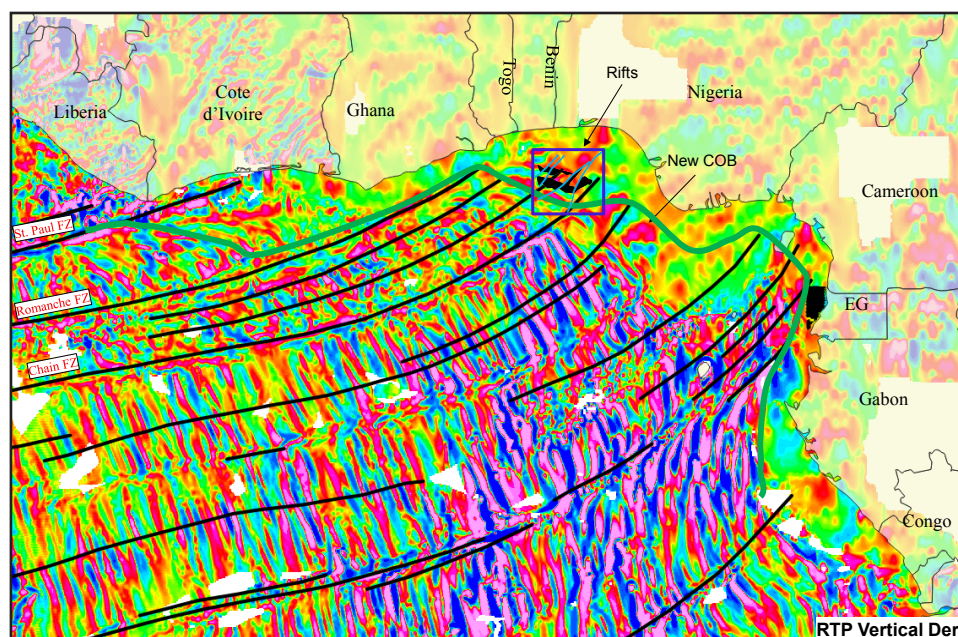 Rifts
Benin
Togo
Nigeria
Cote
d'Ivoire
Liberia
Ghana
New COB
Cameroon
St. Paul FZ
Romanche FZ
EG
Chain FZ
Gabon
Congo
RTP Vertical Der